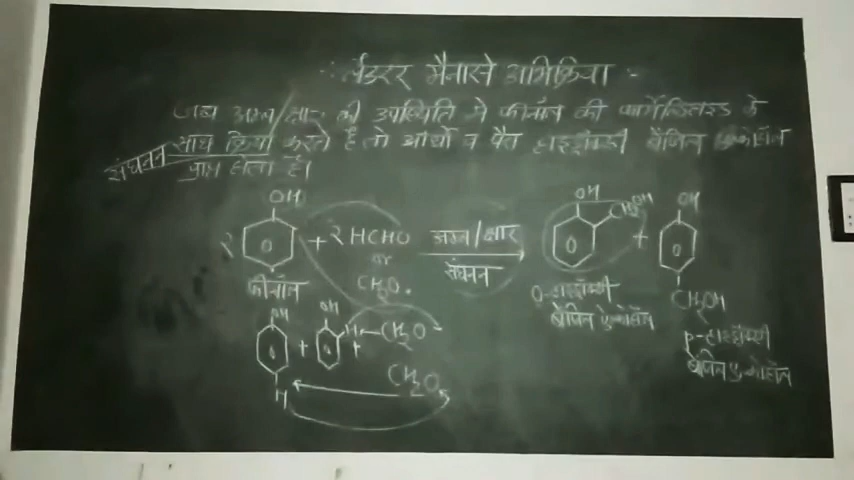 :- लेडरर मैनासे अभिक्रिया :-
जब अम्ल/क्षार की उपस्थिति मे फीनॉल की फार्मेल्डिहाइड के
साथ क्रिया करते हैं तो ऑर्थो व पैरा हाइड्रॉक्सी बेंजिल एल्कोहॉल
संघनन
प्राप्त होता है।
OH
2 + 2 HCHO
or
CH2O
फीनॉल
अम्ल/क्षार
संघनन
OH
CH2OH
+
OH
CH2OH
O-हाइड्रॉक्सी
बेंजिल एल्कोहॉल
p-हाइड्रॉक्सी
बेंजिल एल्कोहॉल
OH
+
OH
H
CH2O
+
CH2O
H